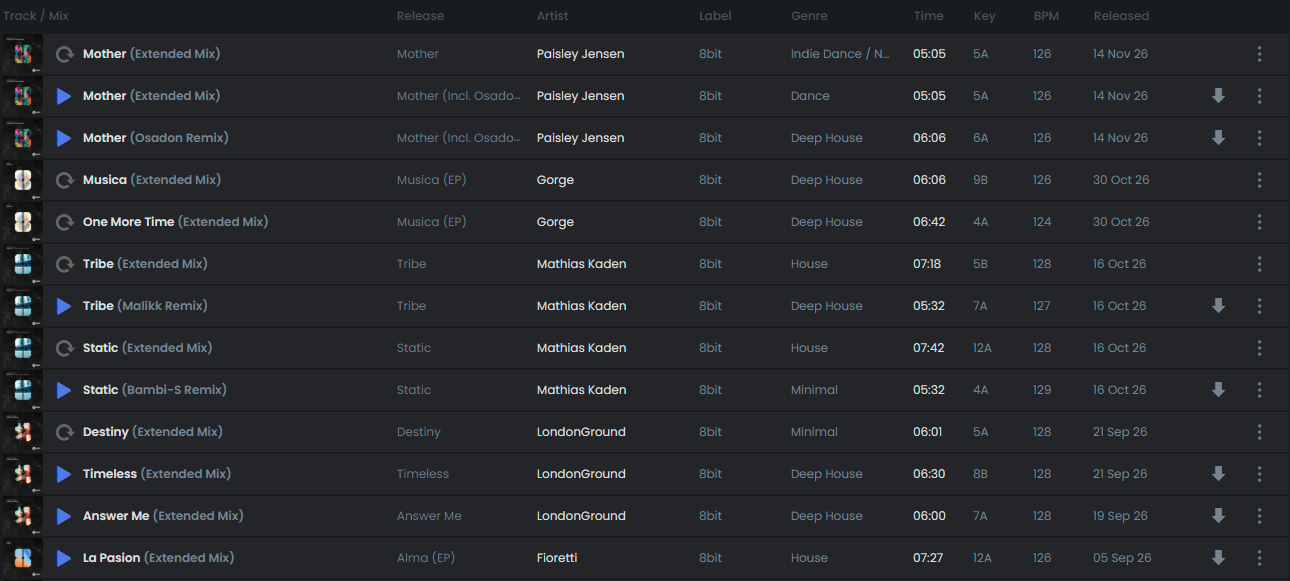 Track / Mix Release Artist Label Genre Time Key BPM Released
Mother (Extended Mix) Mother Paisley Jensen 8bit Indie Dance / N... 05:05 5A 126 14 Nov 26
Mother (Extended Mix) Mother (Incl. Osado... Paisley Jensen 8bit Dance 05:05 5A 126 14 Nov 26
Mother (Osadon Remix) Mother (Incl. Osado... Paisley Jensen 8bit Deep House 06:06 6A 126 14 Nov 26
Musica (Extended Mix) Musica (EP) Gorge 8bit Deep House 06:06 9B 126 30 Oct 26
One More Time (Extended Mix) Musica (EP) Gorge 8bit Deep House 06:42 4A 124 30 Oct 26
Tribe (Extended Mix) Tribe Mathias Kaden 8bit House 07:18 5B 128 16 Oct 26
Tribe (Malikk Remix) Tribe Mathias Kaden 8bit Deep House 05:32 7A 127 16 Oct 26
Static (Extended Mix) Static Mathias Kaden 8bit House 07:42 12A 128 16 Oct 26
Static (Bambi-S Remix) Static Mathias Kaden 8bit Minimal 05:32 4A 129 16 Oct 26
Destiny (Extended Mix) Destiny LondonGround 8bit Minimal 06:01 5A 128 21 Sep 26
Timeless (Extended Mix) Timeless LondonGround 8bit Deep House 06:30 8B 128 21 Sep 26
Answer Me (Extended Mix) Answer Me LondonGround 8bit Deep House 06:00 7A 128 19 Sep 26
La Pasion (Extended Mix) Alma (EP) Fioretti 8bit House 07:27 12A 126 05 Sep 26